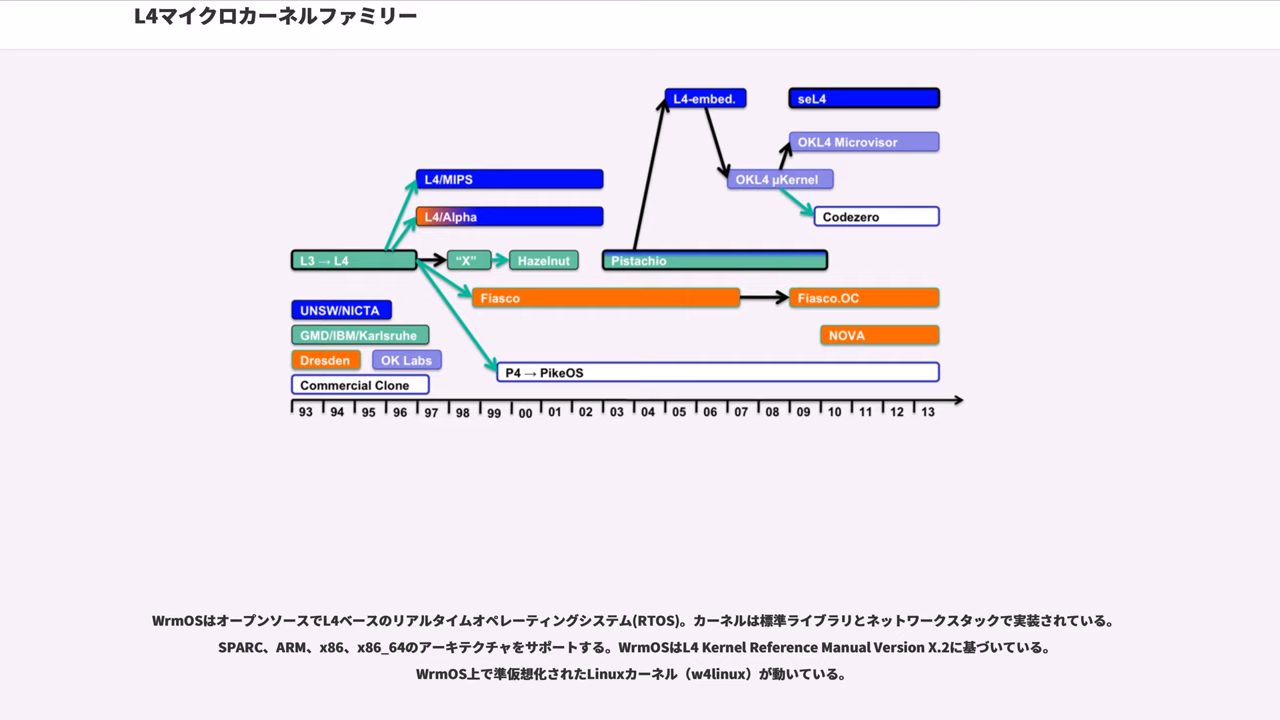 L4マイクロカーネルファミリー
L4-embed.
seL4
OKL4 Microvisor
L4/MIPS
OKL4 μKernel
L4/Alpha
Codezero
L3 → L4
“X”
Hazelnut
Pistachio
Fiasco
Fiasco.OC
UNSW/NICTA
GMD/IBM/Karlsruhe
NOVA
Dresden
OK Labs
P4 → PikeOS
Commercial Clone
93 94 95 96 97 98 99 00 01 02 03 04 05 06 07 08 09 10 11 12 13
WrmOSはオープンソースでL4ベースのリアルタイムオペレーティングシステム(RTOS)。カーネルは標準ライブラリとネットワークスタックで実装されている。
SPARC、ARM、x86、x86_64のアーキテクチャをサポートする。WrmOSはL4 Kernel Reference Manual Version X.2に基づいている。
WrmOS上で準仮想化されたLinuxカーネル（w4linux）が動いている。